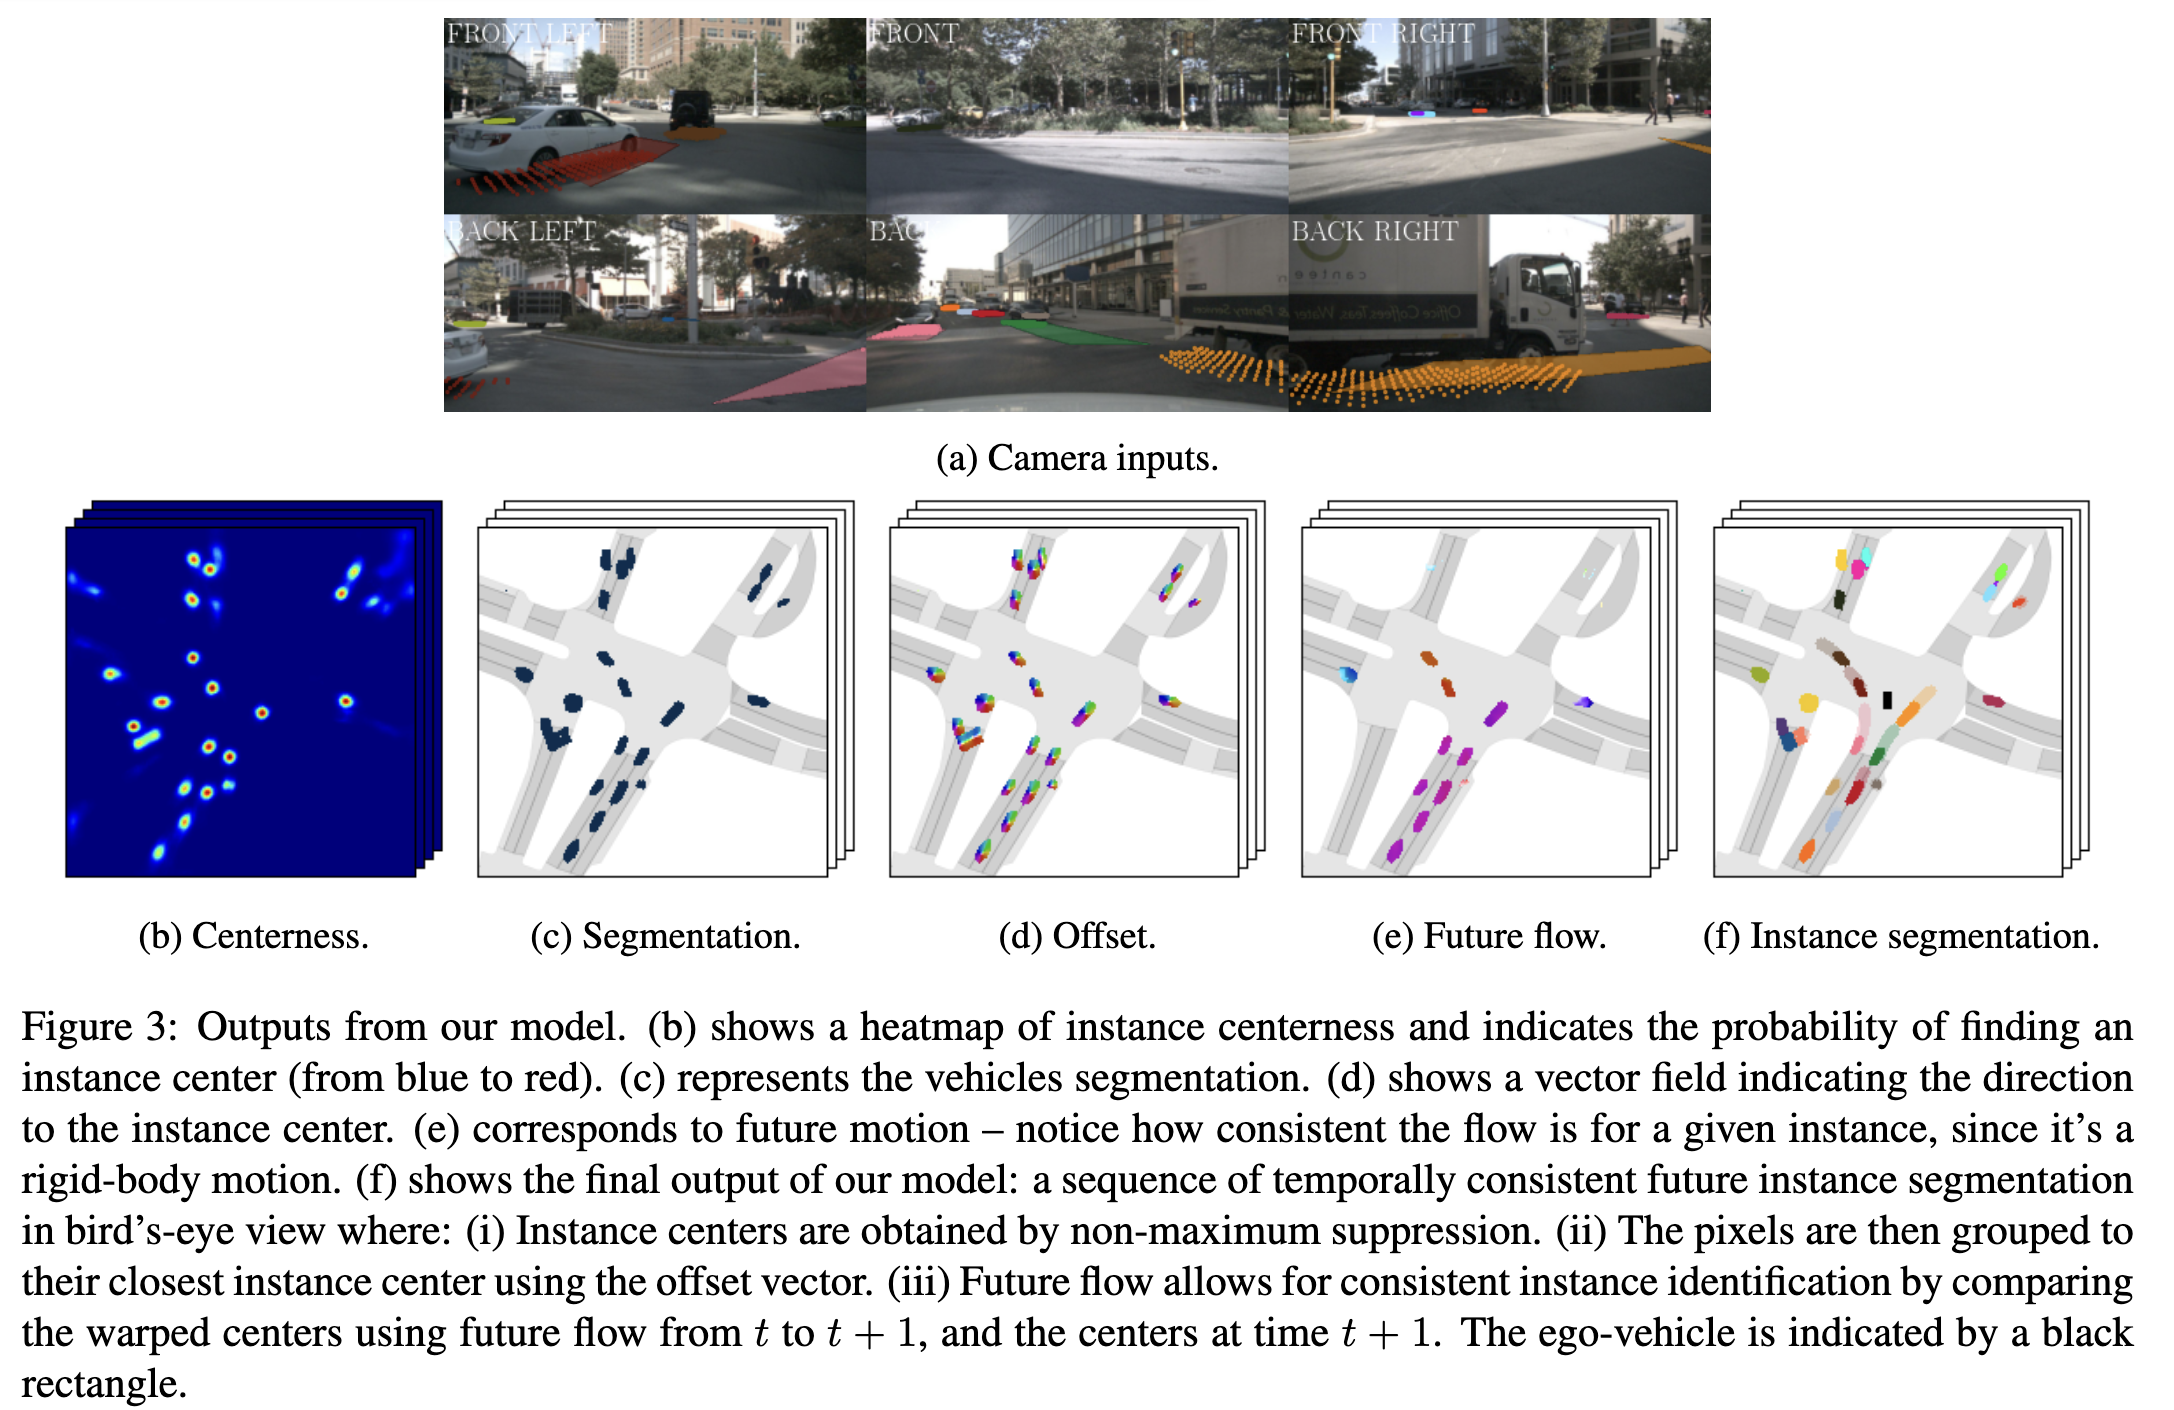 FRONT LEFT
FRONT
FRONT RIGHT
BACK LEFT
BAC
BACK RIGHT
(a) Camera inputs.
(b) Centerness.
(c) Segmentation.
(d) Offset.
(e) Future flow.
(f) Instance segmentation.
Figure 3: Outputs from our model. (b) shows a heatmap of instance centerness and indicates the probability of finding an
instance center (from blue to red). (c) represents the vehicles segmentation. (d) shows a vector field indicating the direction
to the instance center. (e) corresponds to future motion – notice how consistent the flow is for a given instance, since it’s a
rigid-body motion. (f) shows the final output of our model: a sequence of temporally consistent future instance segmentation
in bird’s-eye view where: (i) Instance centers are obtained by non-maximum suppression. (ii) The pixels are then grouped to
their closest instance center using the offset vector. (iii) Future flow allows for consistent instance identification by comparing
the warped centers using future flow from t to t + 1, and the centers at time t + 1. The ego-vehicle is indicated by a black
rectangle.